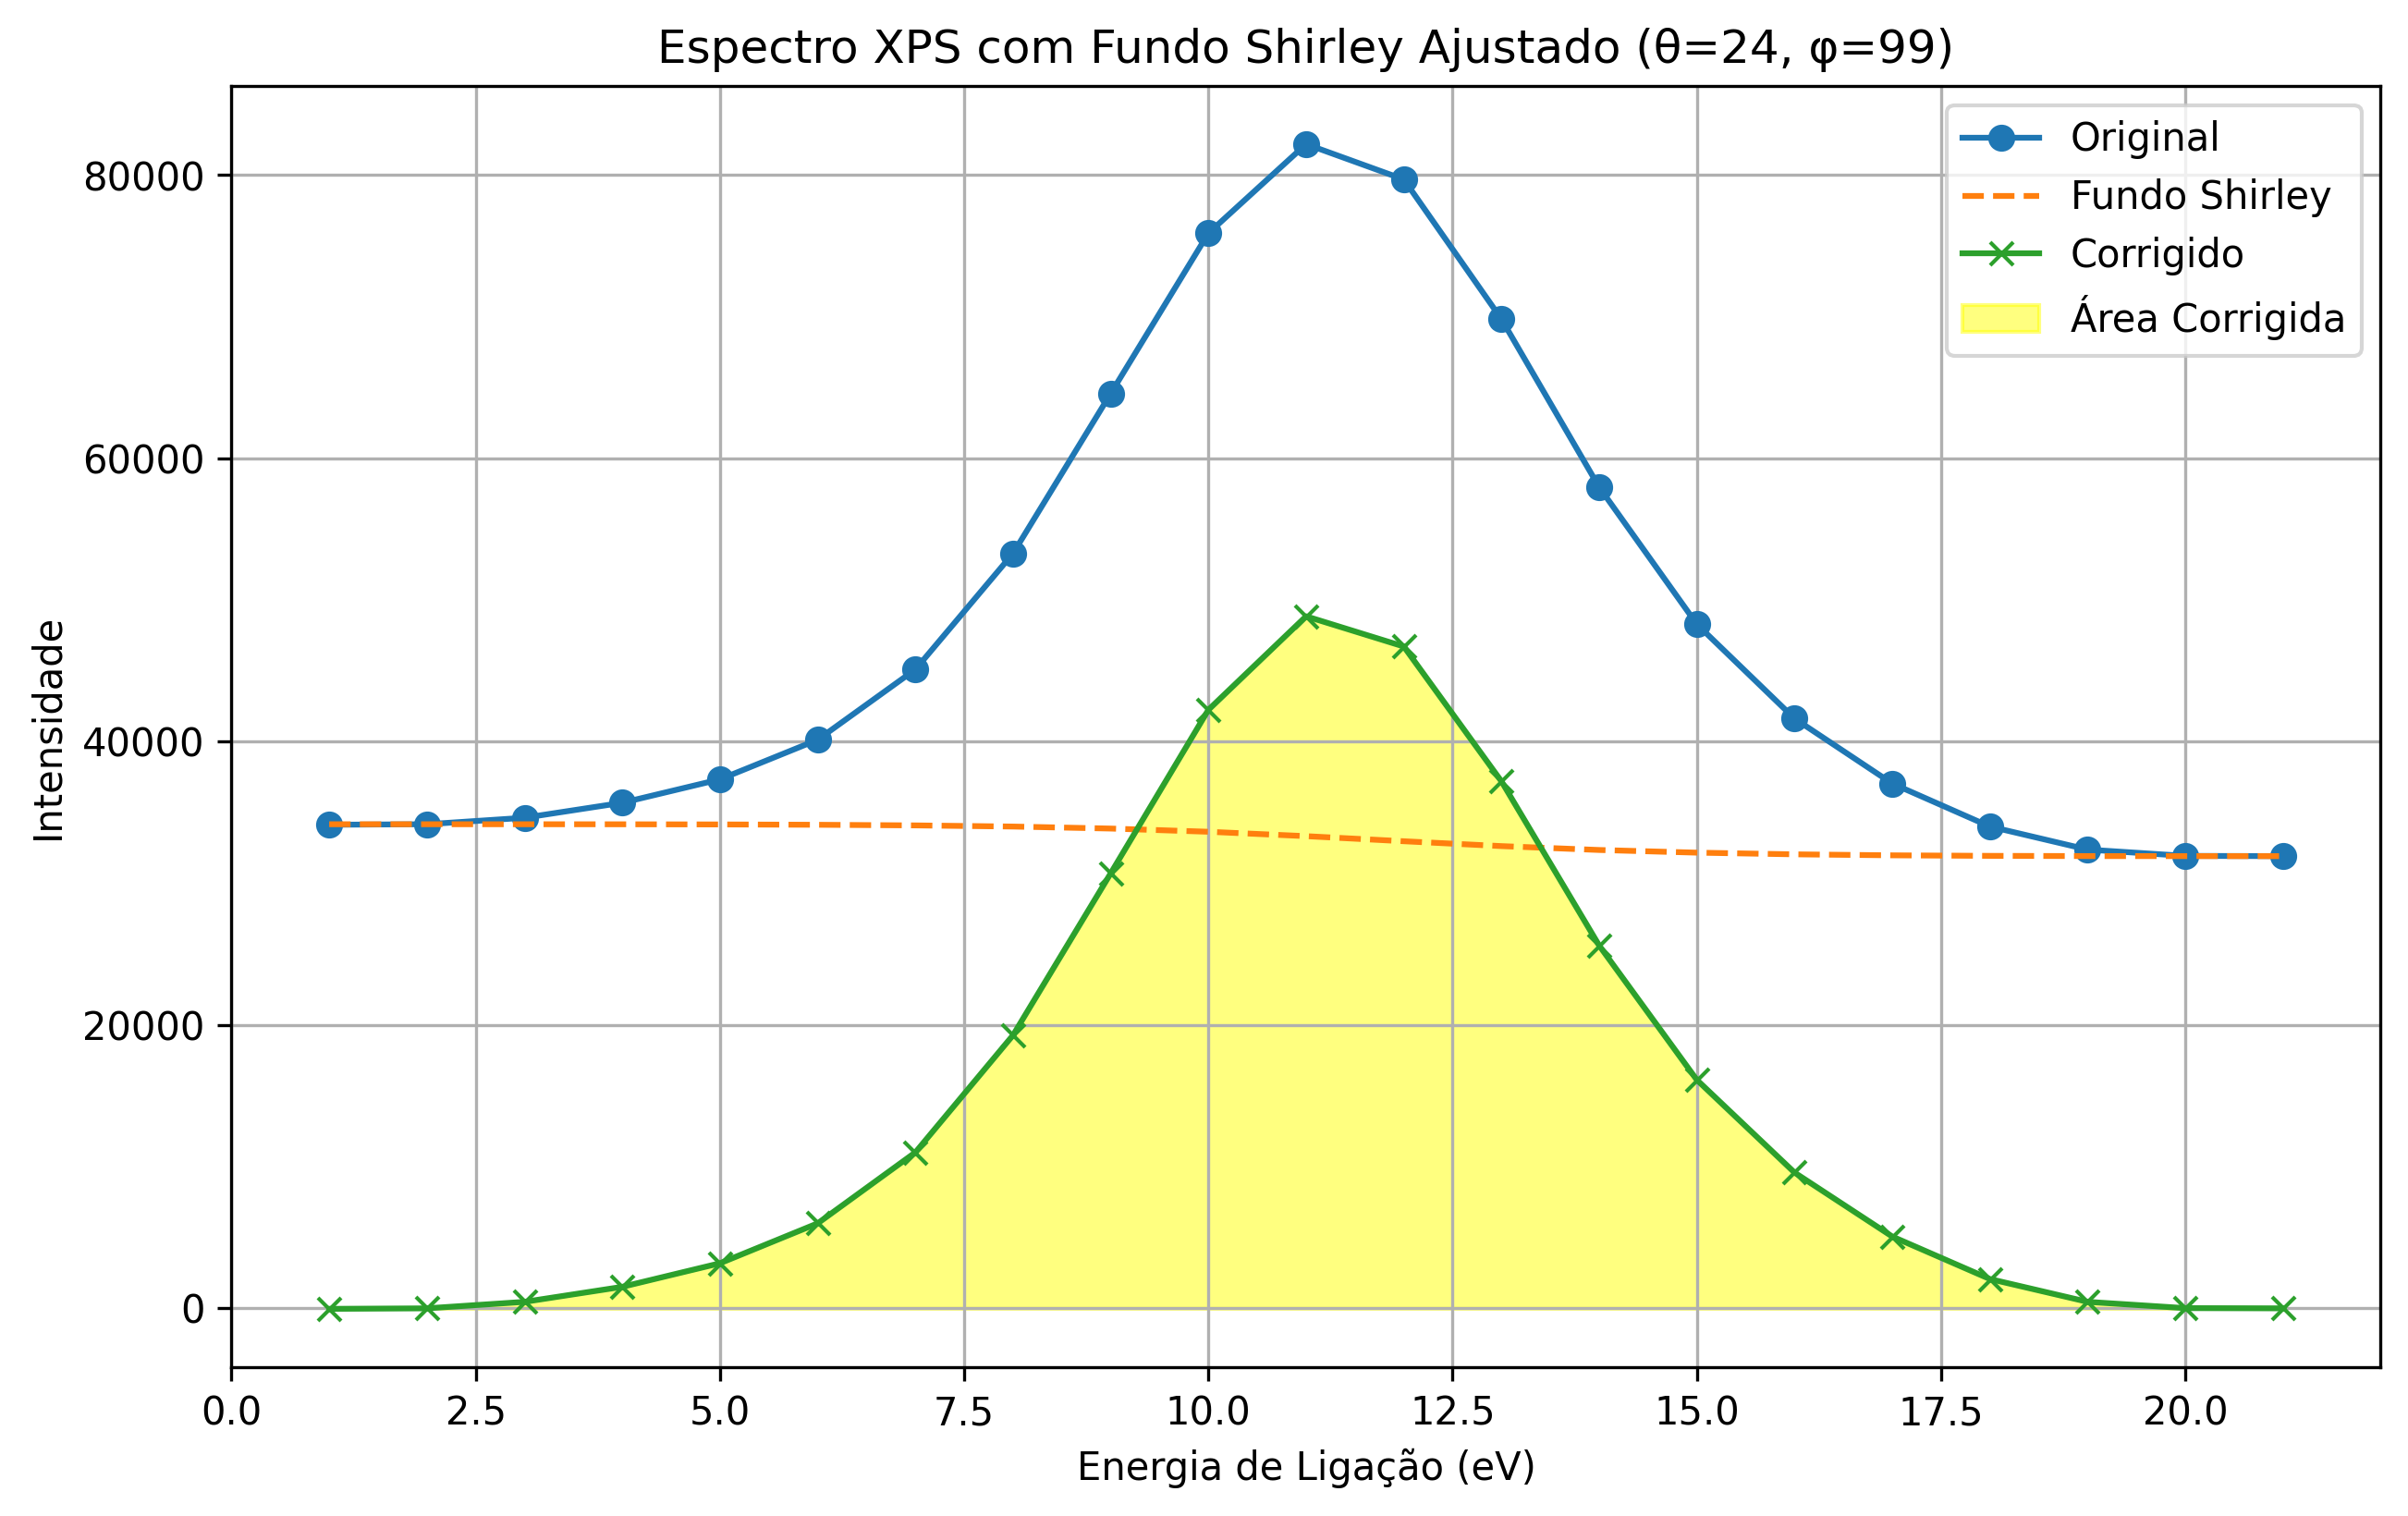 Espectro XPS com Fundo Shirley Ajustado (θ=24, φ=99)
Original
Fundo Shirley
Corrigido
Área Corrigida
Intensidade
80000
60000
40000
20000
0
0.0 2.5 5.0 7.5 10.0 12.5 15.0 17.5 20.0
Energia de Ligação (eV)